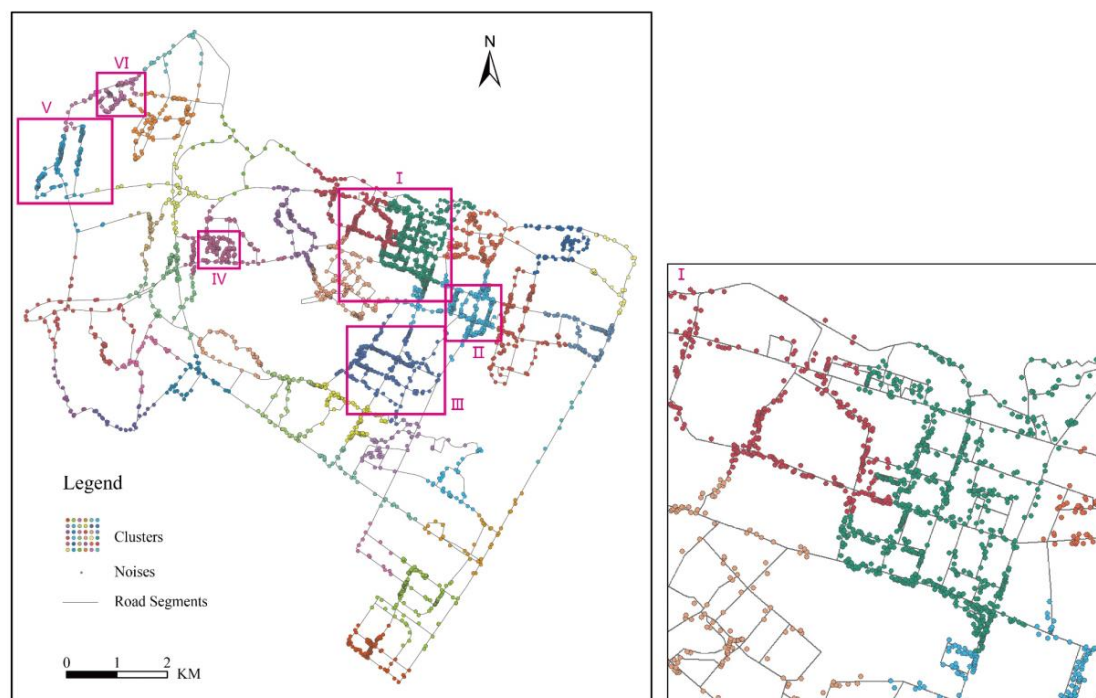 N
VI
V
I
IV
II
III
Legend
Clusters
Noises
Road Segments
0 1 2
KM
I